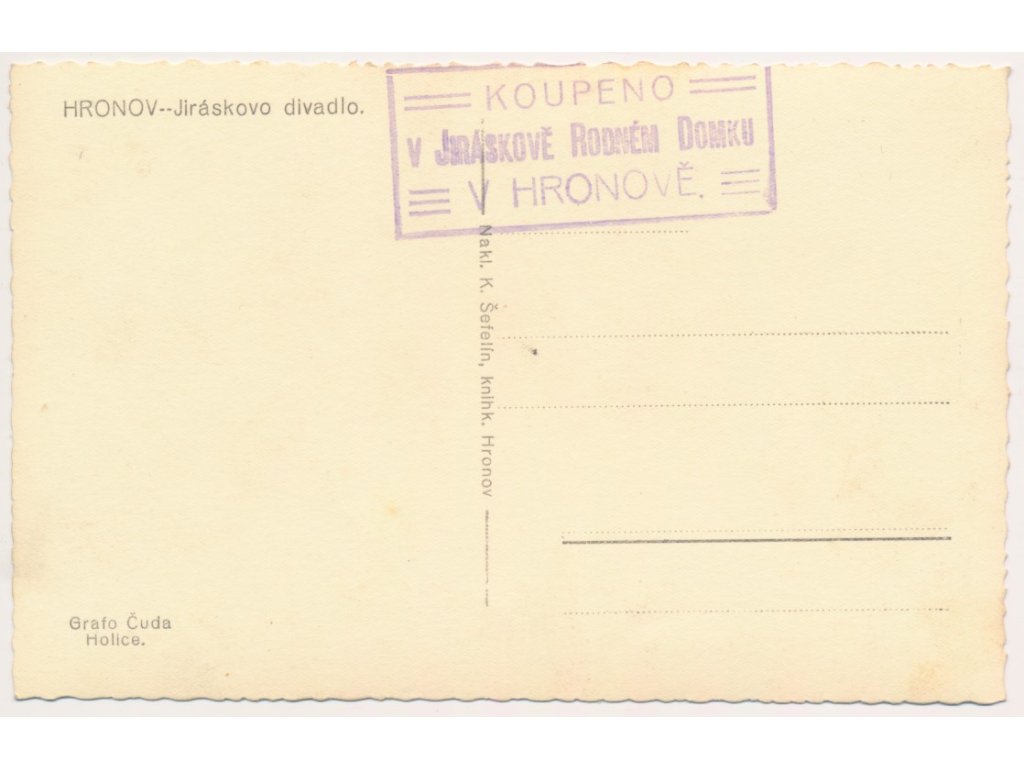 HRONOV--Jiráskovo divadlo.
KOUPENO
V JIRÁSKOVĚ RODNÉM DOMKU
V HRONOVĚ.
Nakl. K. Šefelín, knihk. Hronov
Grafo Čuda
Holice.